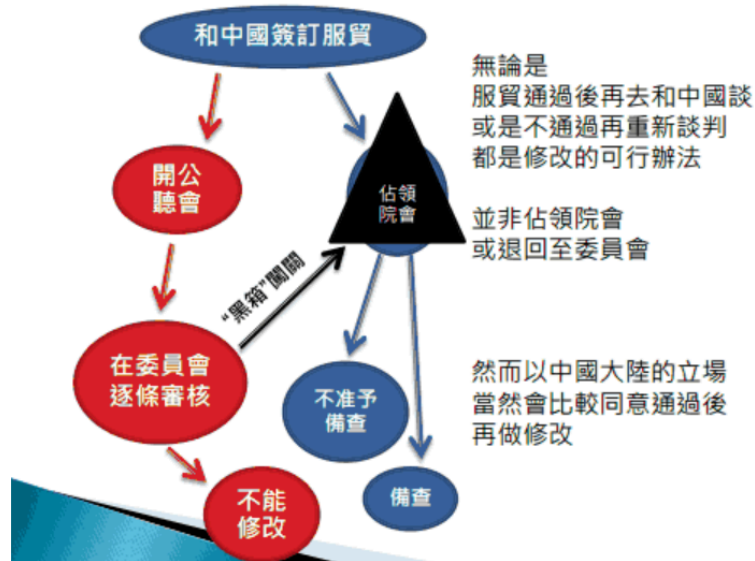 和中國簽訂服貿
無論是
服貿通過後再去和中國談
或是不通過再重新談判
都是修改的可行辦法
開公
聽會
佔領
院會
並非佔領院會
或退回至委員會
“黑箱”闖關
在委員會
逐條審核
不准予
備查
然而以中國大陸的立場
當然會比較同意通過後
再做修改
不能
修改
備查